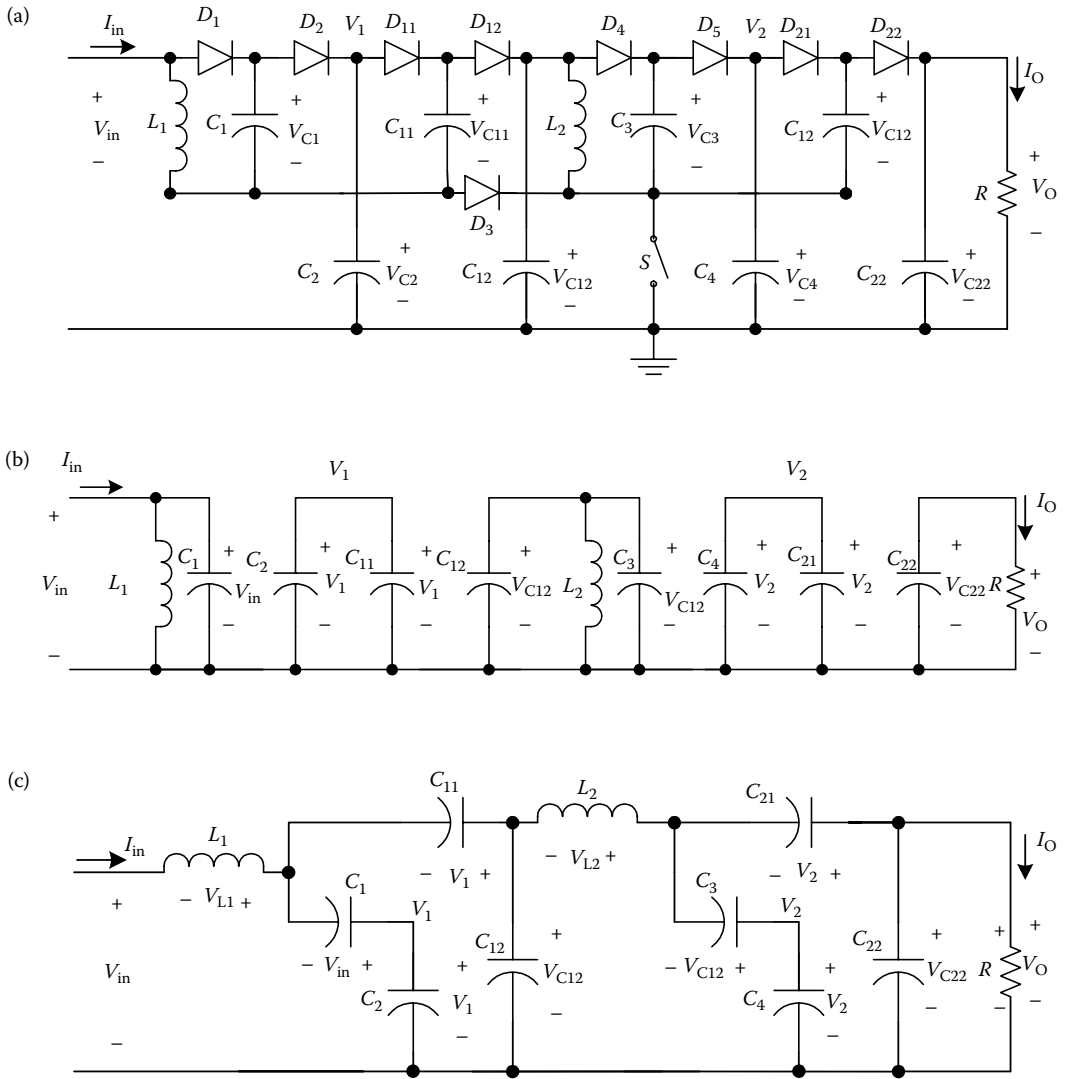 (a)
I_in D_1 D_2 V_1 D_11 D_12 D_4 D_5 V_2 D_21 D_22
I_O
+ V_in −
L_1 C_1 + V_C1 −
C_11 + V_C11 −
L_2 C_3 + V_C3 −
C_12 + V_C12 −
R + V_O −
D_3
C_2 + V_C2 −
C_12 + V_C12 −
S
C_4 + V_C4 −
C_22 + V_C22 −
(b)
I_in V_1 V_2 I_O
+ V_in −
L_1 C_1 + V_in −
C_2 + V_1 −
C_11 + V_1 −
C_12 + V_C12 −
L_2 C_3 + V_C12 −
C_4 + V_2 −
C_21 + V_2 −
C_22 + V_C22 −
R + V_O −
(c)
I_in L_1 C_11 L_2 C_21 I_O
− V_L1 +
− V_1 +
− V_L2 +
− V_2 +
+ V_in −
C_1 V_1
− V_in +
C_2 + V_1 −
C_12 + V_C12 −
C_3 V_2
− V_C12 +
C_4 + V_2 −
C_22 + V_C22 −
+ R −
+ V_O −